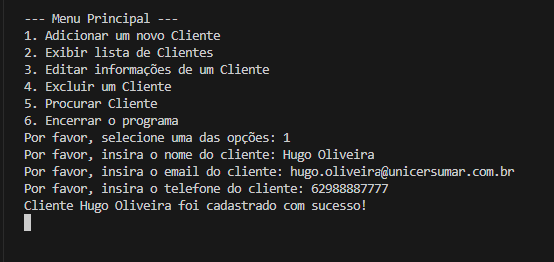 --- Menu Principal ---
1. Adicionar um novo Cliente
2. Exibir lista de Clientes
3. Editar informações de um Cliente
4. Excluir um Cliente
5. Procurar Cliente
6. Encerrar o programa
Por favor, selecione uma das opções: 1
Por favor, insira o nome do cliente: Hugo Oliveira
Por favor, insira o email do cliente: hugo.oliveira@unicersumar.com.br
Por favor, insira o telefone do cliente: 62988887777
Cliente Hugo Oliveira foi cadastrado com sucesso!